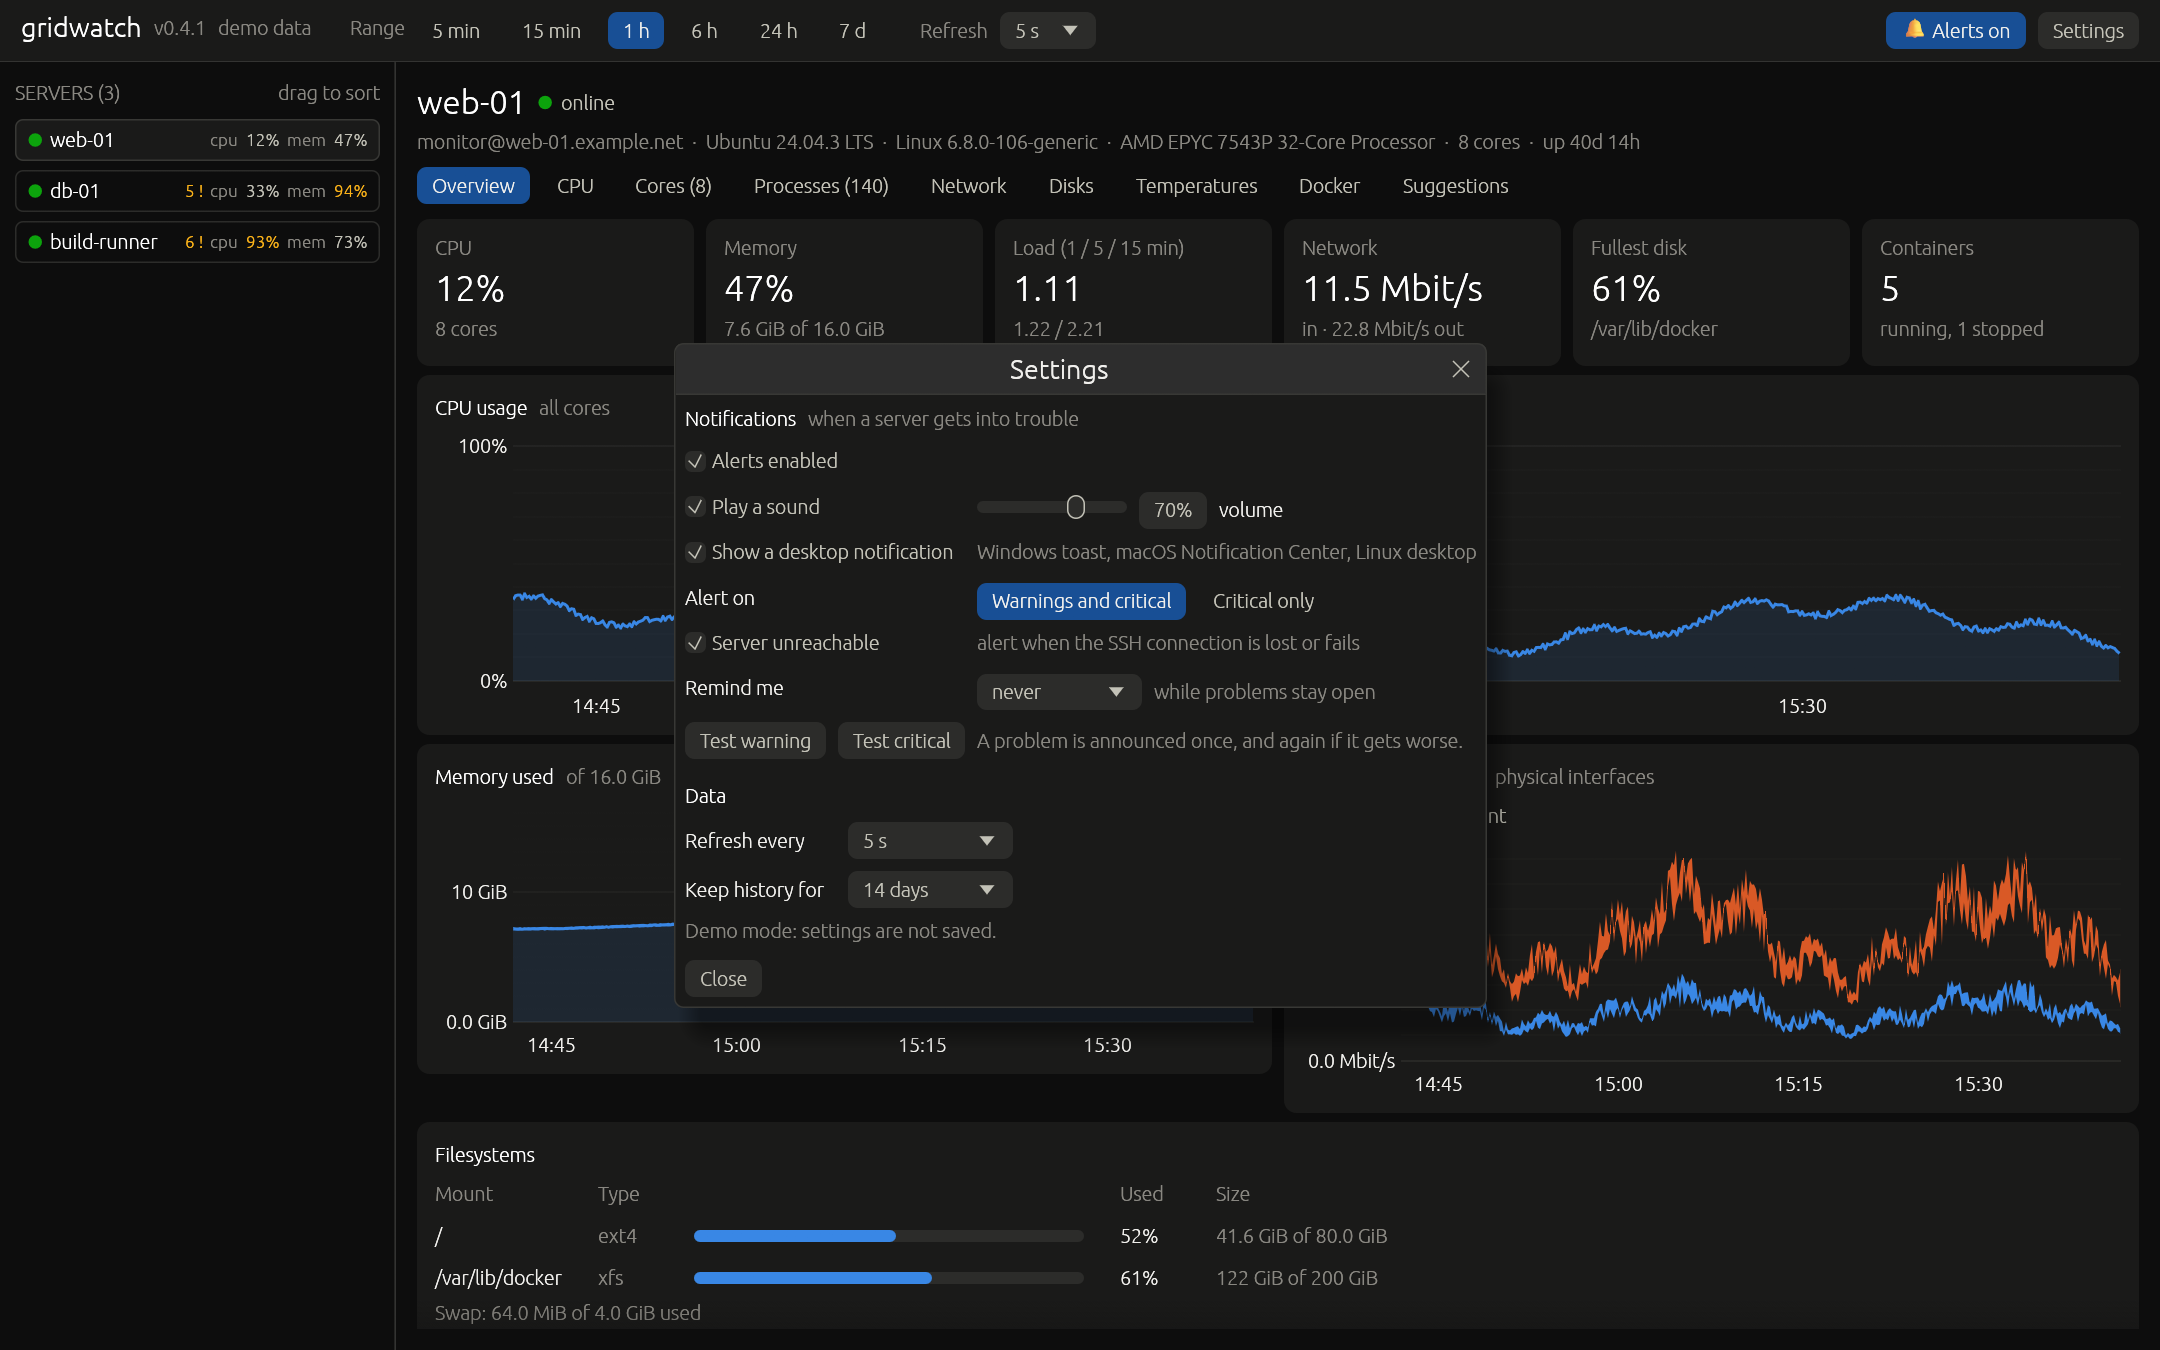 gridwatch v0.4.1 demo data Range 5 min 15 min 1 h 6 h 24 h 7 d Refresh 5 s Alerts on Settings
SERVERS (3) drag to sort
web-01 cpu 12% mem 47%
db-01 5 ! cpu 33% mem 94%
build-runner 6 ! cpu 93% mem 73%
web-01 online
monitor@web-01.example.net · Ubuntu 24.04.3 LTS · Linux 6.8.0-106-generic · AMD EPYC 7543P 32-Core Processor · 8 cores · up 40d 14h
Overview CPU Cores (8) Processes (140) Network Disks Temperatures Docker Suggestions
CPU
12%
8 cores
Memory
47%
7.6 GiB of 16.0 GiB
Load (1 / 5 / 15 min)
1.11
1.22 / 2.21
Network
11.5 Mbit/s
in · 22.8 Mbit/s out
Fullest disk
61%
/var/lib/docker
Containers
5
running, 1 stopped
Settings
Notifications when a server gets into trouble
Alerts enabled
Play a sound 70% volume
Show a desktop notification Windows toast, macOS Notification Center, Linux desktop
Alert on Warnings and critical Critical only
Server unreachable alert when the SSH connection is lost or fails
Remind me never while problems stay open
Test warning Test critical A problem is announced once, and again if it gets worse.
Data
Refresh every 5 s
Keep history for 14 days
Demo mode: settings are not saved.
Close
CPU usage all cores
100%
0%
14:45 15:30
Memory used of 16.0 GiB
10 GiB
0.0 GiB
14:45 15:00 15:15 15:30
physical interfaces
nt
0.0 Mbit/s
14:45 15:00 15:15 15:30
Filesystems
Mount Type Used Size
/ ext4 52% 41.6 GiB of 80.0 GiB
/var/lib/docker xfs 61% 122 GiB of 200 GiB
Swap: 64.0 MiB of 4.0 GiB used